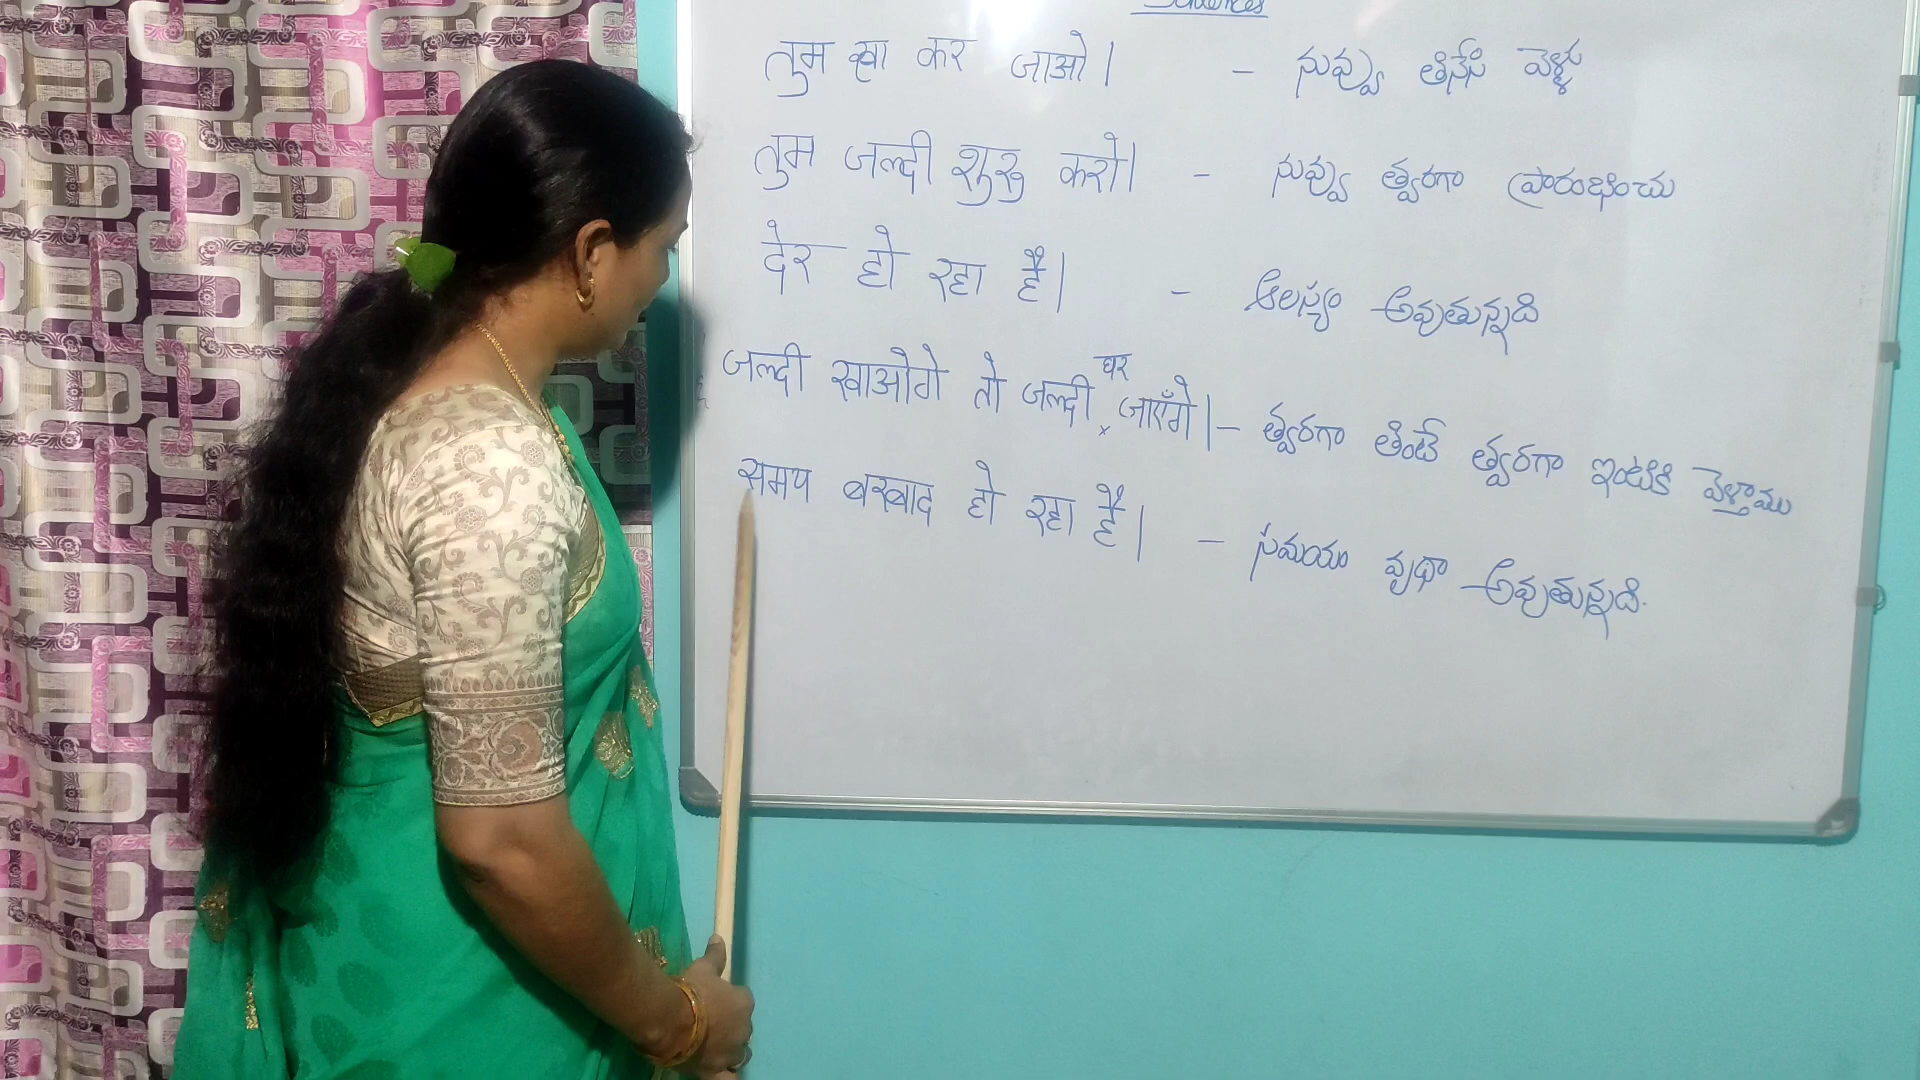 Sentences
तुम खा कर जाओ। - నువ్వు తినేసి వెళ్ళు
तुम जल्दी शुरु करो। - నువ్వు త్వరగా ప్రారంభించు
देर हो रहा है। - ఆలస్యం అవుతున్నది
जल्दी खाओगे तो जल्दी घर जाएँगे। - త్వరగా తింటే త్వరగా ఇంటికి వెళ్తాము
समय बरबाद हो रहा है। - సమయం వృథా అవుతున్నది.